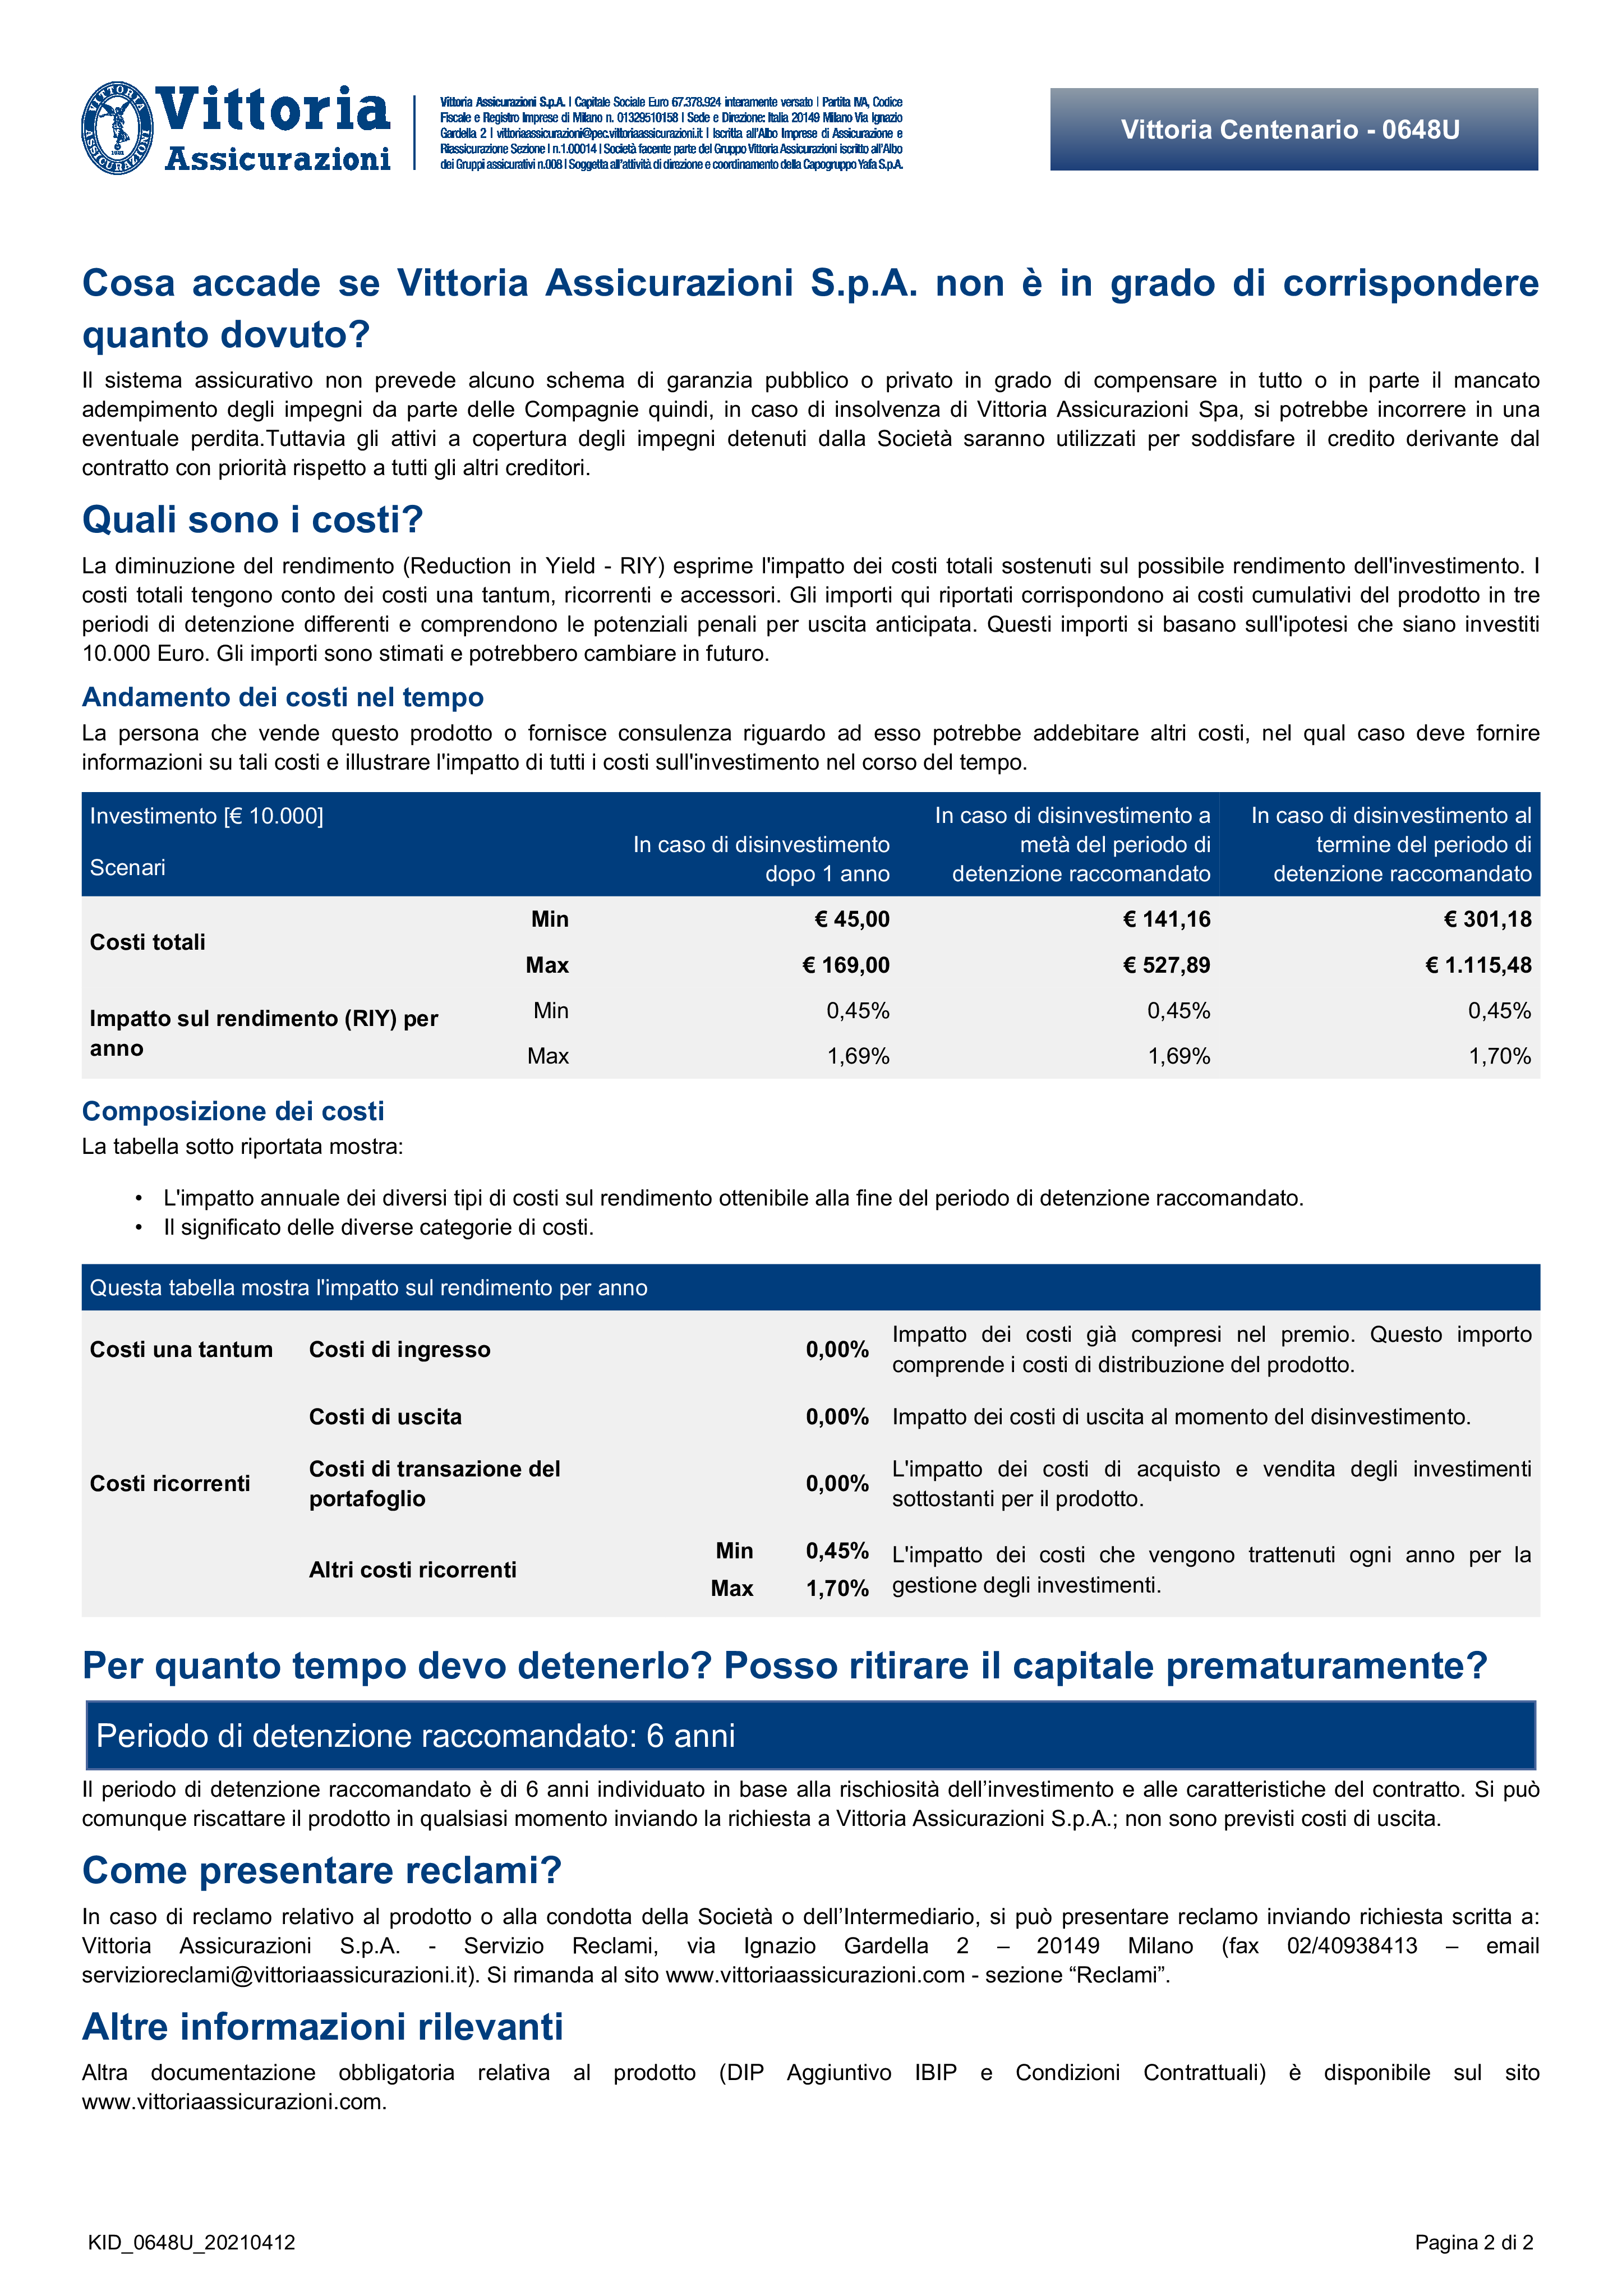 Vittoria
Assicurazioni
VITTORIA
ASSICURAZIONI
Vittoria Assicurazioni S.p.A. | Capitale Sociale Euro 67.378.924 interamente versato | Partita IVA, Codice
Fiscale e Registro Imprese di Milano n. 01329510158 | Sede e Direzione: Italia 20149 Milano Via Ignazio
Gardella 2 | vittoriaassicurazioni@pec.vittoriaassicurazioni.it | Iscritta all'Albo Imprese di Assicurazione e
Riassicurazione Sezione I n.1.00014 | Società facente parte del Gruppo Vittoria Assicurazioni iscritto all'Albo
dei Gruppi assicurativi n.008 | Soggetta all'attività di direzione e coordinamento della Capogruppo Yafa S.p.A.
Vittoria Centenario - 0648U
Cosa accade se Vittoria Assicurazioni S.p.A. non è in grado di corrispondere
quanto dovuto?
Il sistema assicurativo non prevede alcuno schema di garanzia pubblico o privato in grado di compensare in tutto o in parte il mancato
adempimento degli impegni da parte delle Compagnie quindi, in caso di insolvenza di Vittoria Assicurazioni Spa, si potrebbe incorrere in una
eventuale perdita.Tuttavia gli attivi a copertura degli impegni detenuti dalla Società saranno utilizzati per soddisfare il credito derivante dal
contratto con priorità rispetto a tutti gli altri creditori.
Quali sono i costi?
La diminuzione del rendimento (Reduction in Yield - RIY) esprime l'impatto dei costi totali sostenuti sul possibile rendimento dell'investimento. I
costi totali tengono conto dei costi una tantum, ricorrenti e accessori. Gli importi qui riportati corrispondono ai costi cumulativi del prodotto in tre
periodi di detenzione differenti e comprendono le potenziali penali per uscita anticipata. Questi importi si basano sull'ipotesi che siano investiti
10.000 Euro. Gli importi sono stimati e potrebbero cambiare in futuro.
Andamento dei costi nel tempo
La persona che vende questo prodotto o fornisce consulenza riguardo ad esso potrebbe addebitare altri costi, nel qual caso deve fornire
informazioni su tali costi e illustrare l'impatto di tutti i costi sull'investimento nel corso del tempo.
Investimento [€ 10.000]
Scenari
In caso di disinvestimento
dopo 1 anno
In caso di disinvestimento a
metà del periodo di
detenzione raccomandato
In caso di disinvestimento al
termine del periodo di
detenzione raccomandato
Costi totali
Min € 45,00 € 141,16 € 301,18
Max € 169,00 € 527,89 € 1.115,48
Impatto sul rendimento (RIY) per
anno
Min 0,45% 0,45% 0,45%
Max 1,69% 1,69% 1,70%
Composizione dei costi
La tabella sotto riportata mostra:
• L'impatto annuale dei diversi tipi di costi sul rendimento ottenibile alla fine del periodo di detenzione raccomandato.
• Il significato delle diverse categorie di costi.
Questa tabella mostra l'impatto sul rendimento per anno
Costi una tantum Costi di ingresso 0,00%
Impatto dei costi già compresi nel premio. Questo importo
comprende i costi di distribuzione del prodotto.
Costi di uscita 0,00% Impatto dei costi di uscita al momento del disinvestimento.
Costi ricorrenti
Costi di transazione del
portafoglio
0,00%
L'impatto dei costi di acquisto e vendita degli investimenti
sottostanti per il prodotto.
Altri costi ricorrenti
Min 0,45%
Max 1,70%
L'impatto dei costi che vengono trattenuti ogni anno per la
gestione degli investimenti.
Per quanto tempo devo detenerlo? Posso ritirare il capitale prematuramente?
Periodo di detenzione raccomandato: 6 anni
Il periodo di detenzione raccomandato è di 6 anni individuato in base alla rischiosità dell’investimento e alle caratteristiche del contratto. Si può
comunque riscattare il prodotto in qualsiasi momento inviando la richiesta a Vittoria Assicurazioni S.p.A.; non sono previsti costi di uscita.
Come presentare reclami?
In caso di reclamo relativo al prodotto o alla condotta della Società o dell’Intermediario, si può presentare reclamo inviando richiesta scritta a:
Vittoria Assicurazioni S.p.A. - Servizio Reclami, via Ignazio Gardella 2 – 20149 Milano (fax 02/40938413 – email
servizioreclami@vittoriaassicurazioni.it). Si rimanda al sito www.vittoriaassicurazioni.com - sezione “Reclami”.
Altre informazioni rilevanti
Altra documentazione obbligatoria relativa al prodotto (DIP Aggiuntivo IBIP e Condizioni Contrattuali) è disponibile sul sito
www.vittoriaassicurazioni.com.
KID_0648U_20210412
Pagina 2 di 2